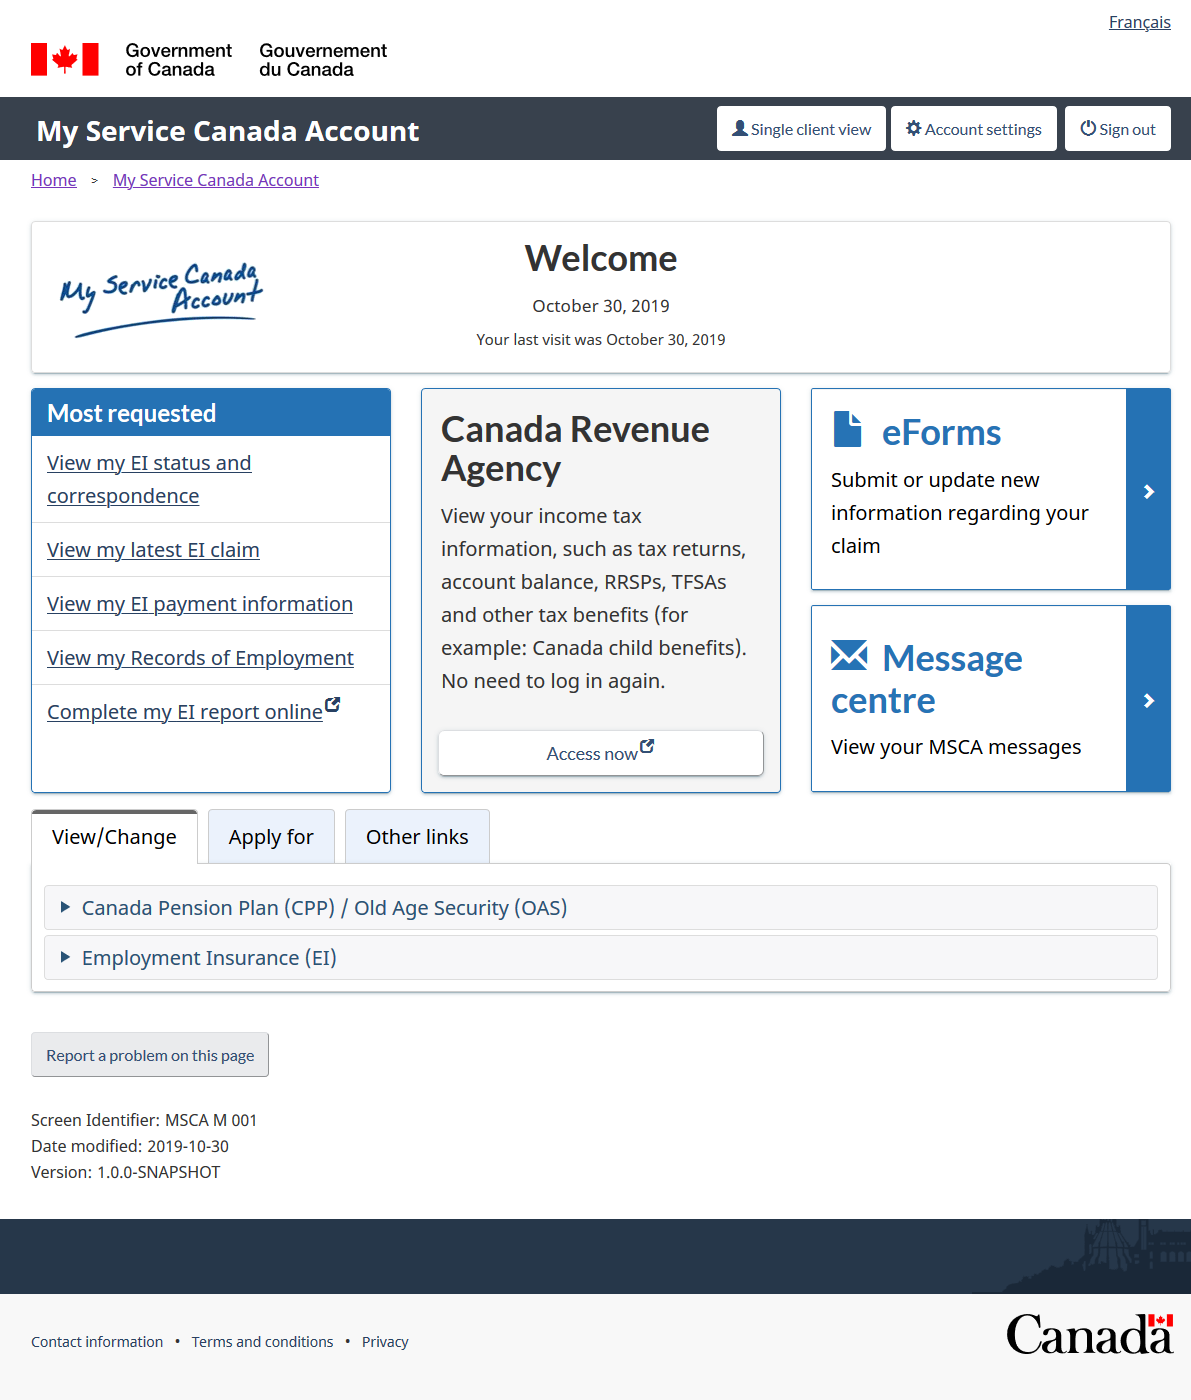 Français
Government of Canada
Gouvernement du Canada
My Service Canada Account
Single client view
Account settings
Sign out
Home > My Service Canada Account
My Service Canada
Account
Welcome
October 30, 2019
Your last visit was October 30, 2019
Most requested
View my EI status and
correspondence
View my latest EI claim
View my EI payment information
View my Records of Employment
Complete my EI report online
Canada Revenue
Agency
View your income tax
information, such as tax returns,
account balance, RRSPs, TFSAs
and other tax benefits (for
example: Canada child benefits).
No need to log in again.
Access now
eForms
Submit or update new
information regarding your
claim
Message
centre
View your MSCA messages
View/Change
Apply for
Other links
Canada Pension Plan (CPP) / Old Age Security (OAS)
Employment Insurance (EI)
Report a problem on this page
Screen Identifier: MSCA M 001
Date modified: 2019-10-30
Version: 1.0.0-SNAPSHOT
Contact information • Terms and conditions • Privacy
Canada